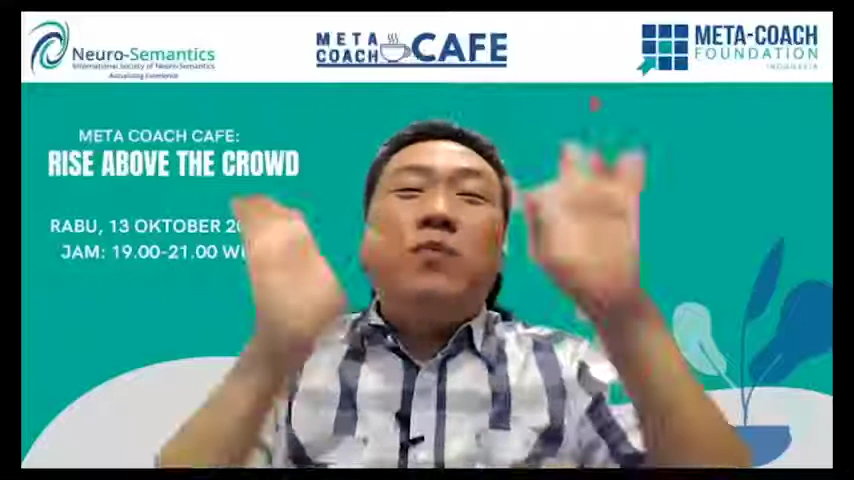 Neuro-Semantics
International Society of Neuro-Semantics
Actualizing Excellence
META
COACH CAFE
META-COACH
FOUNDATION
INDONESIA
META COACH CAFE:
RISE ABOVE THE CROWD
RABU, 13 OKTOBER
JAM: 19.00-21.00